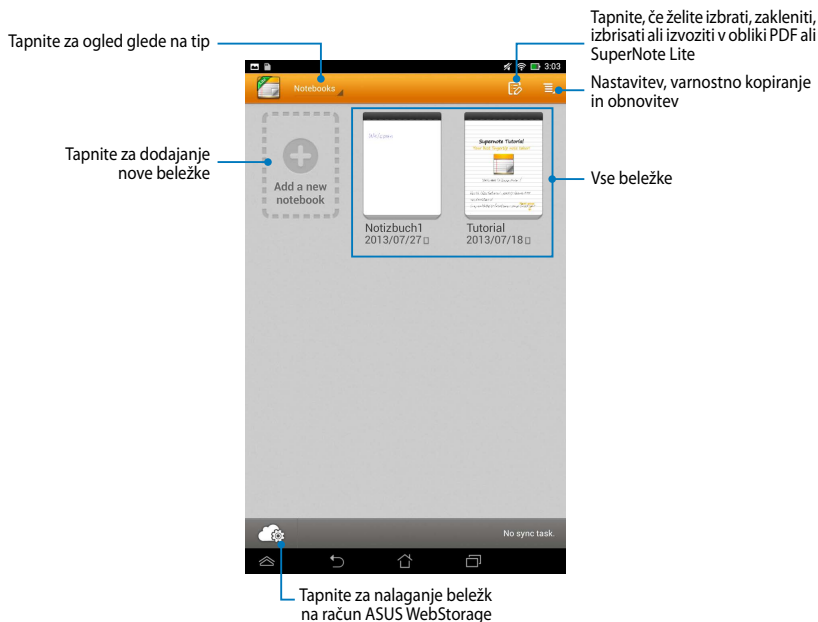 Tapnite, če želite izbrati, zakleniti,
izbrisati ali izvoziti v obliki PDF ali
SuperNote Lite
Tapnite za ogled glede na tip
3:03
Notebooks
Nastavitev, varnostno kopiranje
in obnovitev
Tapnite za dodajanje
nove beležke
Add a new
notebook
Welcome
Supernote Tutorial
Vse beležke
Notizbuch1
2013/07/27
Tutorial
2013/07/18
No sync task.
Tapnite za nalaganje beležk
na račun ASUS WebStorage